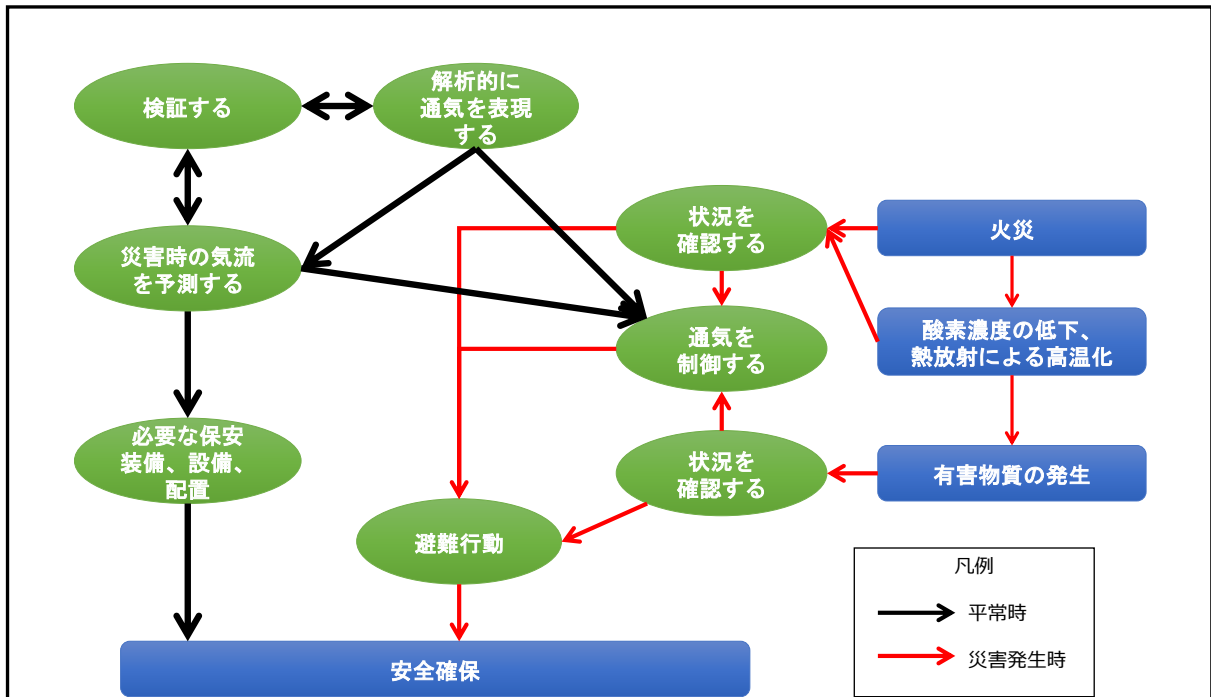 検証する
解析的に
通気を表現
する
災害時の気流
を予測する
状況を
確認する
火災
通気を
制御する
酸素濃度の低下、
熱放射による高温化
必要な保安
装備、設備、
配置
状況を
確認する
有害物質の発生
避難行動
凡例
平常時
災害発生時
安全確保